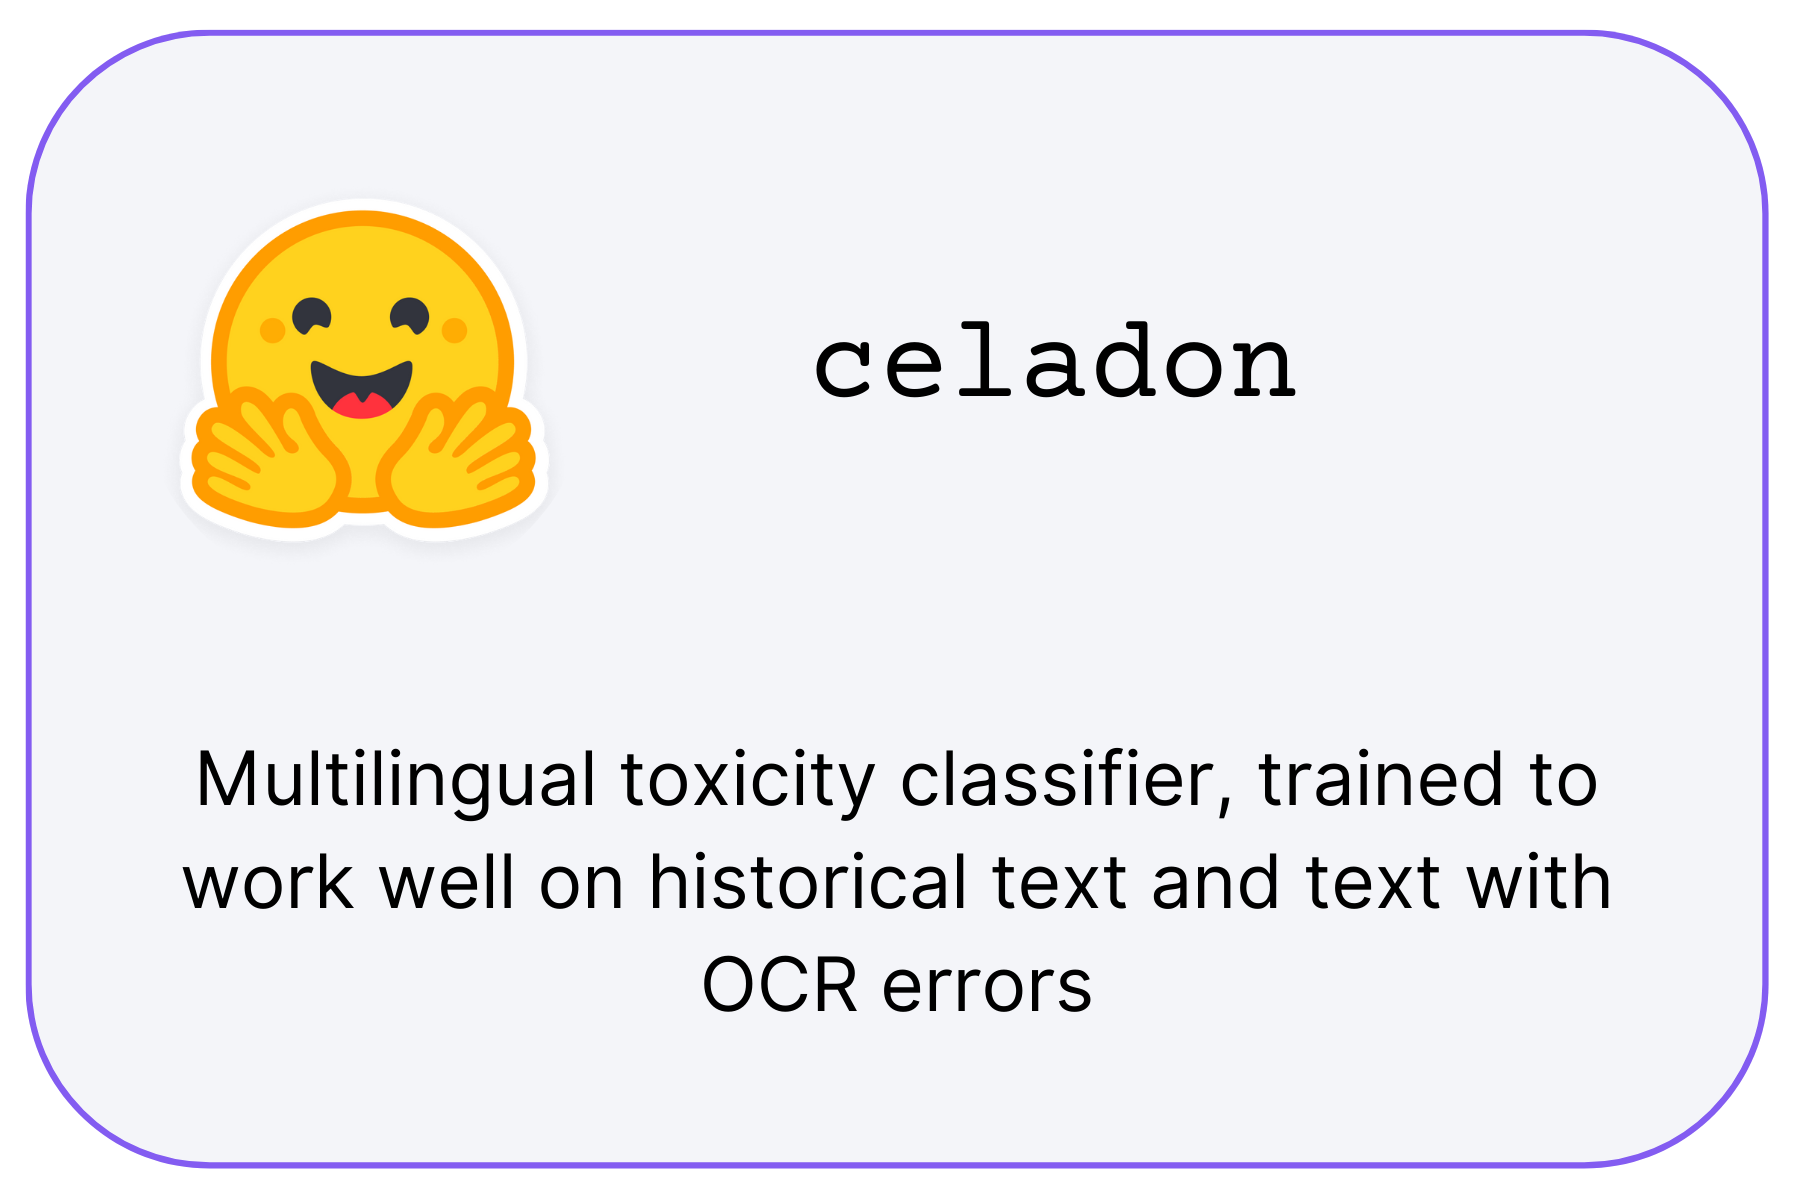 celadon
Multilingual toxicity classifier, trained to
work well on historical text and text with
OCR errors